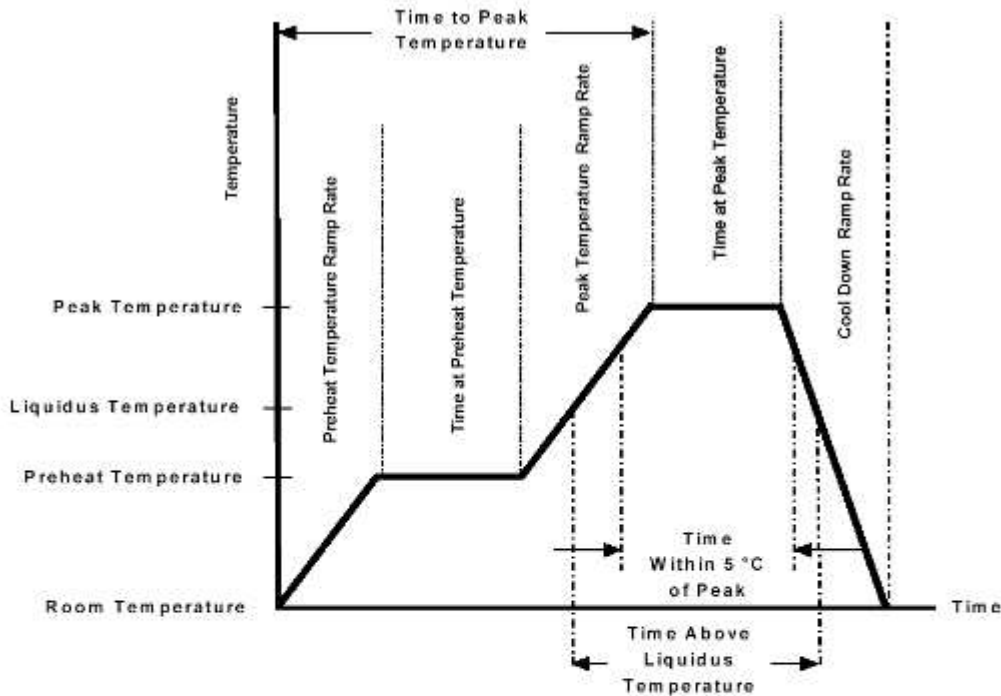 Time to Peak
Temperature
Temperature
Preheat Temperature Ramp Rate
Time at Preheat Temperature
Peak Temperature Ramp Rate
Time at Peak Temperature
Cool Down Ramp Rate
Peak Temperature
Liquidus Temperature
Preheat Temperature
Room Temperature
Time
Within 5 °C
of Peak
Time
Time Above
Liquidus
Temperature